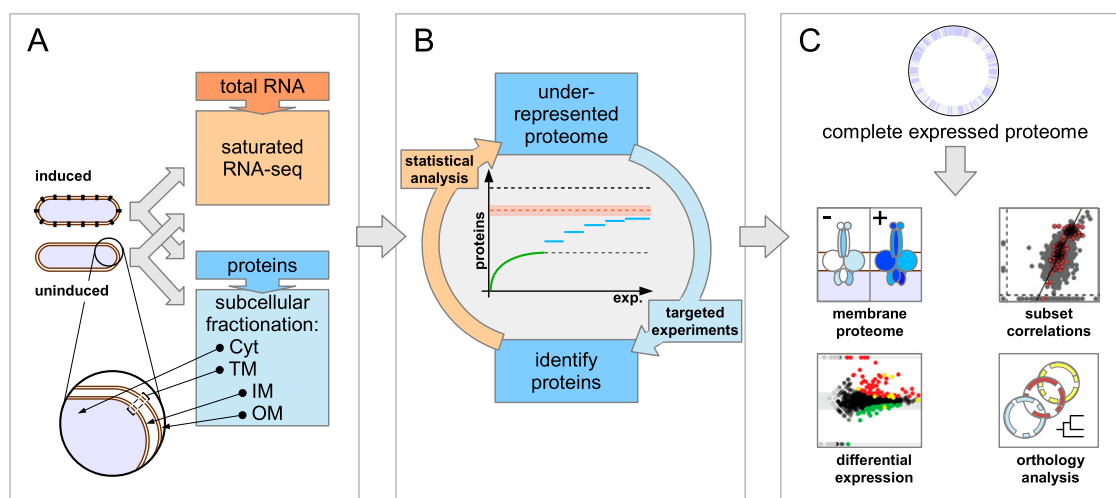 A
total RNA
saturated
RNA-seq
induced
uninduced
proteins
subcellular
fractionation:
Cyt
TM
IM
OM
B
under-
represented
proteome
statistical
analysis
proteins
exp.
targeted
experiments
identify
proteins
C
complete expressed proteome
-
+
membrane
proteome
subset
correlations
differential
expression
orthology
analysis